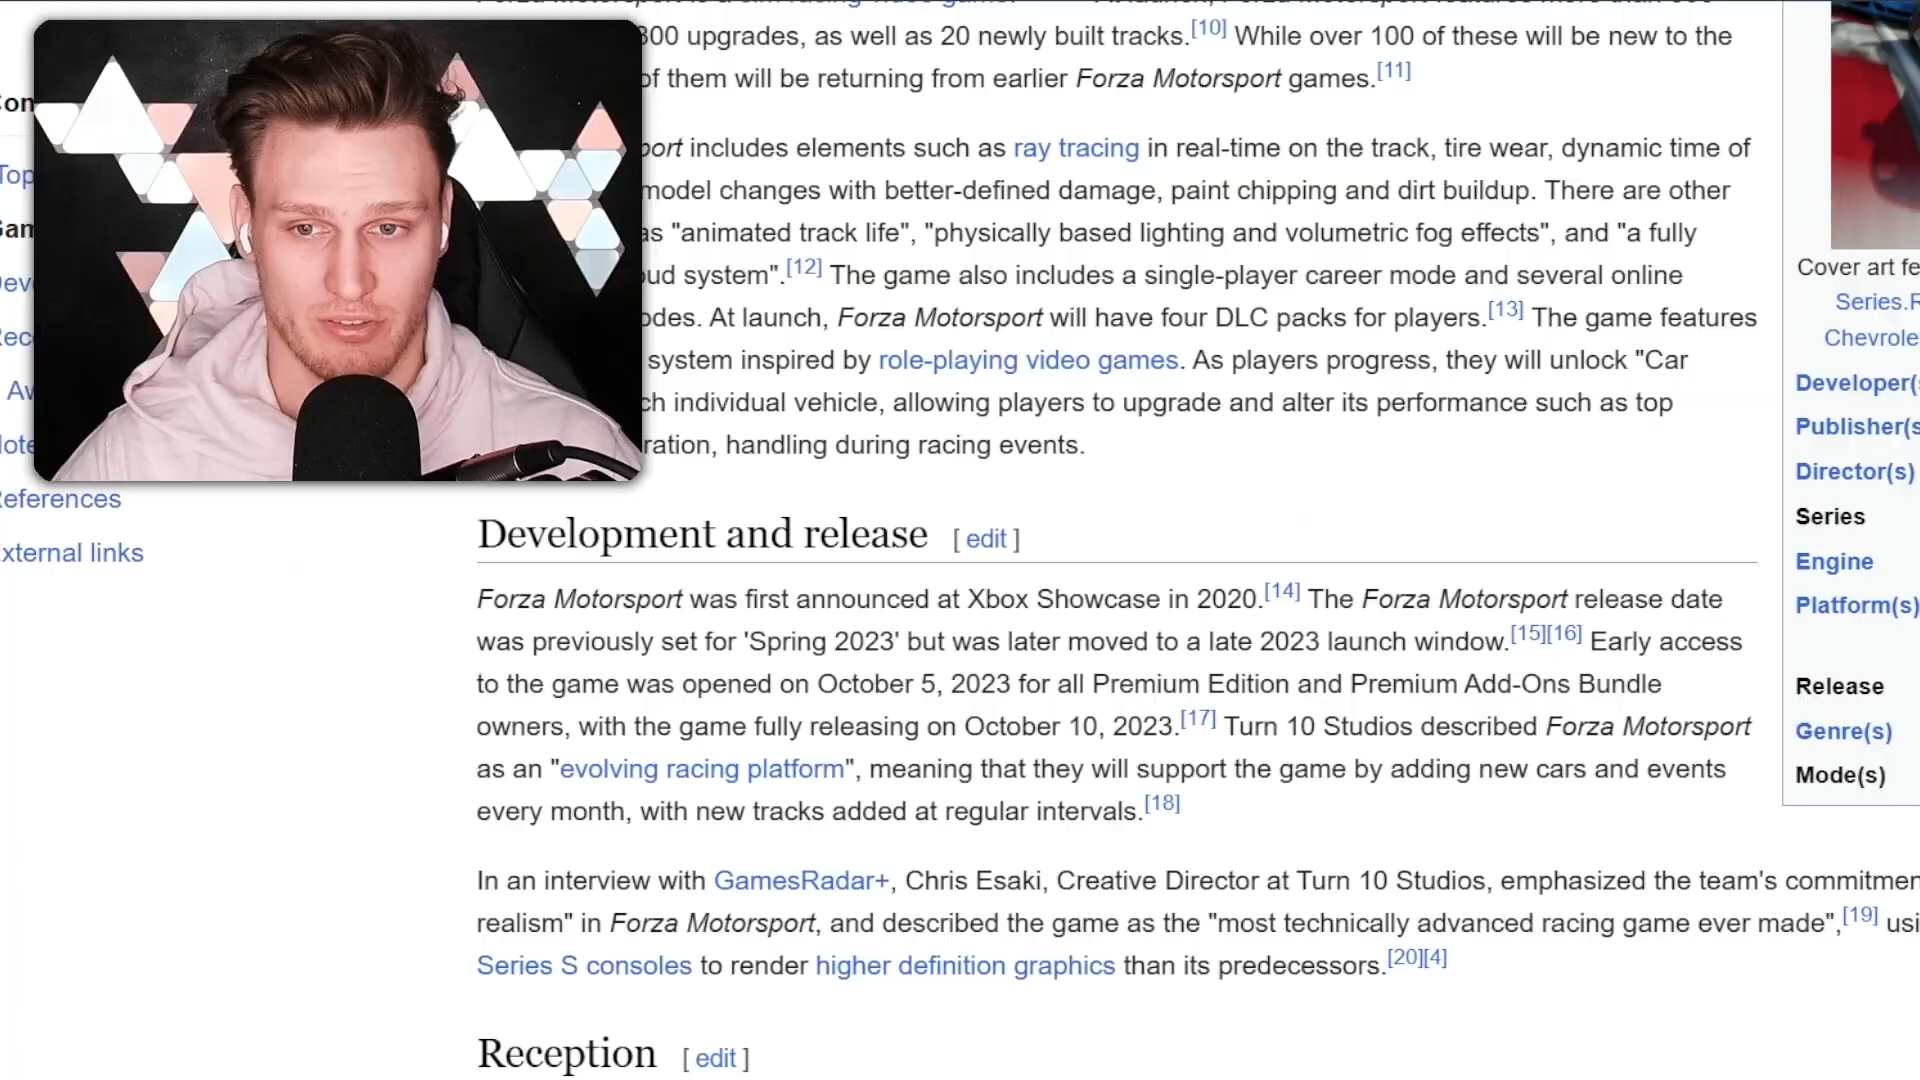 800 upgrades, as well as 20 newly built tracks.[10] While over 100 of these will be new to the
of them will be returning from earlier Forza Motorsport games.[11]
port includes elements such as ray tracing in real-time on the track, tire wear, dynamic time of
model changes with better-defined damage, paint chipping and dirt buildup. There are other
as "animated track life", "physically based lighting and volumetric fog effects", and "a fully
oud system".[12] The game also includes a single-player career mode and several online
odes. At launch, Forza Motorsport will have four DLC packs for players.[13] The game features
system inspired by role-playing video games. As players progress, they will unlock "Car
ch individual vehicle, allowing players to upgrade and alter its performance such as top
ration, handling during racing events.
Con
Top
Gam
Dev
Rec
Aw
Note
References
External links
Development and release [ edit ]
Forza Motorsport was first announced at Xbox Showcase in 2020.[14] The Forza Motorsport release date
was previously set for 'Spring 2023' but was later moved to a late 2023 launch window.[15][16] Early access
to the game was opened on October 5, 2023 for all Premium Edition and Premium Add-Ons Bundle
owners, with the game fully releasing on October 10, 2023.[17] Turn 10 Studios described Forza Motorsport
as an "evolving racing platform", meaning that they will support the game by adding new cars and events
every month, with new tracks added at regular intervals.[18]
In an interview with GamesRadar+, Chris Esaki, Creative Director at Turn 10 Studios, emphasized the team's commitmen
realism" in Forza Motorsport, and described the game as the "most technically advanced racing game ever made",[19] usi
Series S consoles to render higher definition graphics than its predecessors.[20][4]
Reception [ edit ]
Cover art fe
Series.R
Chevrole
Developer(s
Publisher(s
Director(s)
Series
Engine
Platform(s)
Release
Genre(s)
Mode(s)